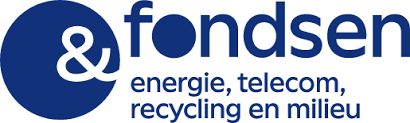 &fondsen
energie, telecom,
recycling en milieu